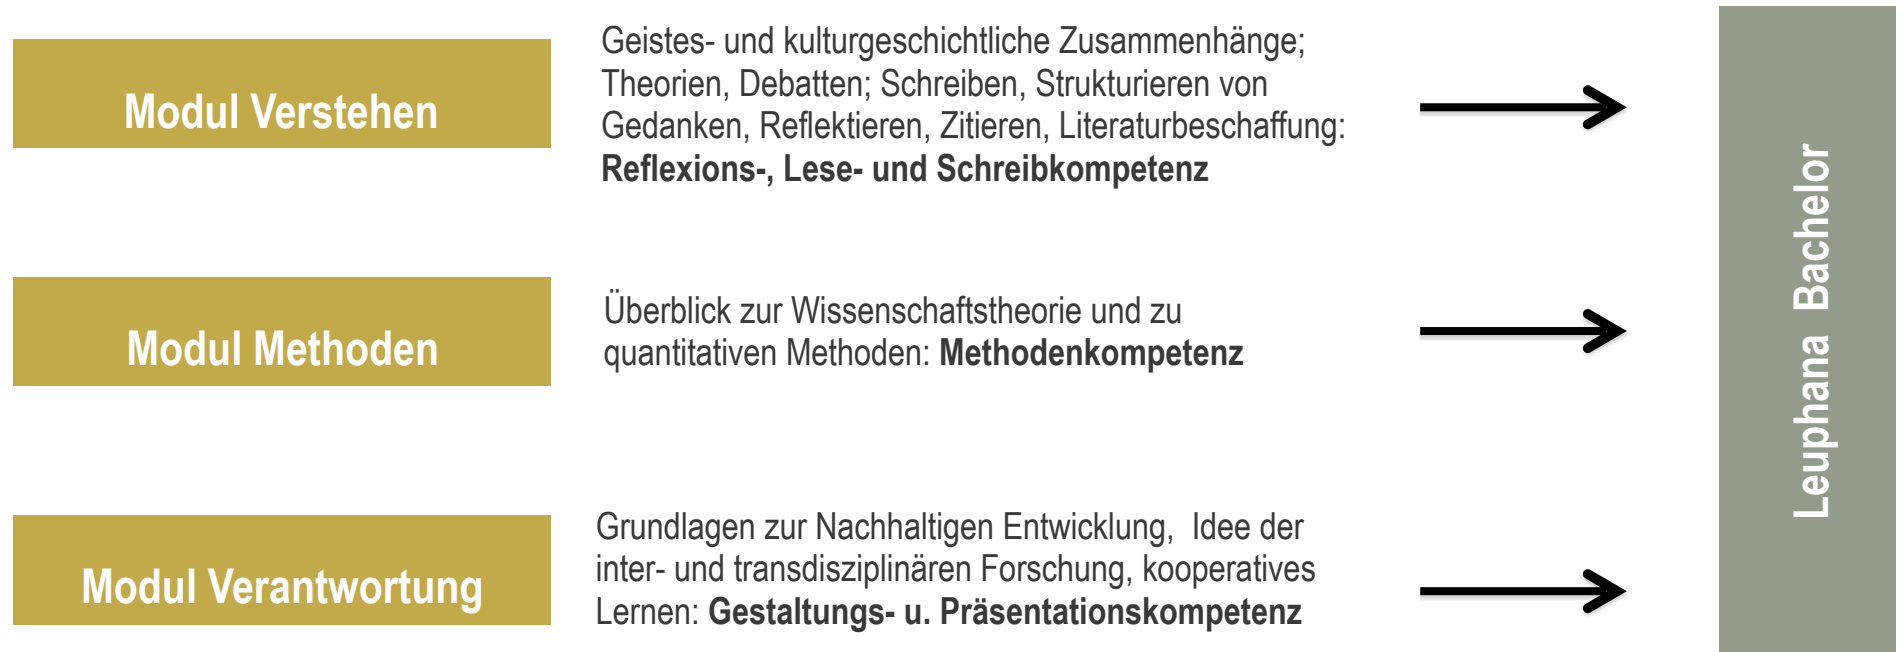 Modul Verstehen
Geistes- und kulturgeschichtliche Zusammenhänge;
Theorien, Debatten; Schreiben, Strukturieren von
Gedanken, Reflektieren, Zitieren, Literaturbeschaffung:
Reflexions-, Lese- und Schreibkompetenz
Modul Methoden
Überblick zur Wissenschaftstheorie und zu
quantitativen Methoden: Methodenkompetenz
Modul Verantwortung
Grundlagen zur Nachhaltigen Entwicklung, Idee der
inter- und transdisziplinären Forschung, kooperatives
Lernen: Gestaltungs- u. Präsentationskompetenz
Leuphana Bachelor